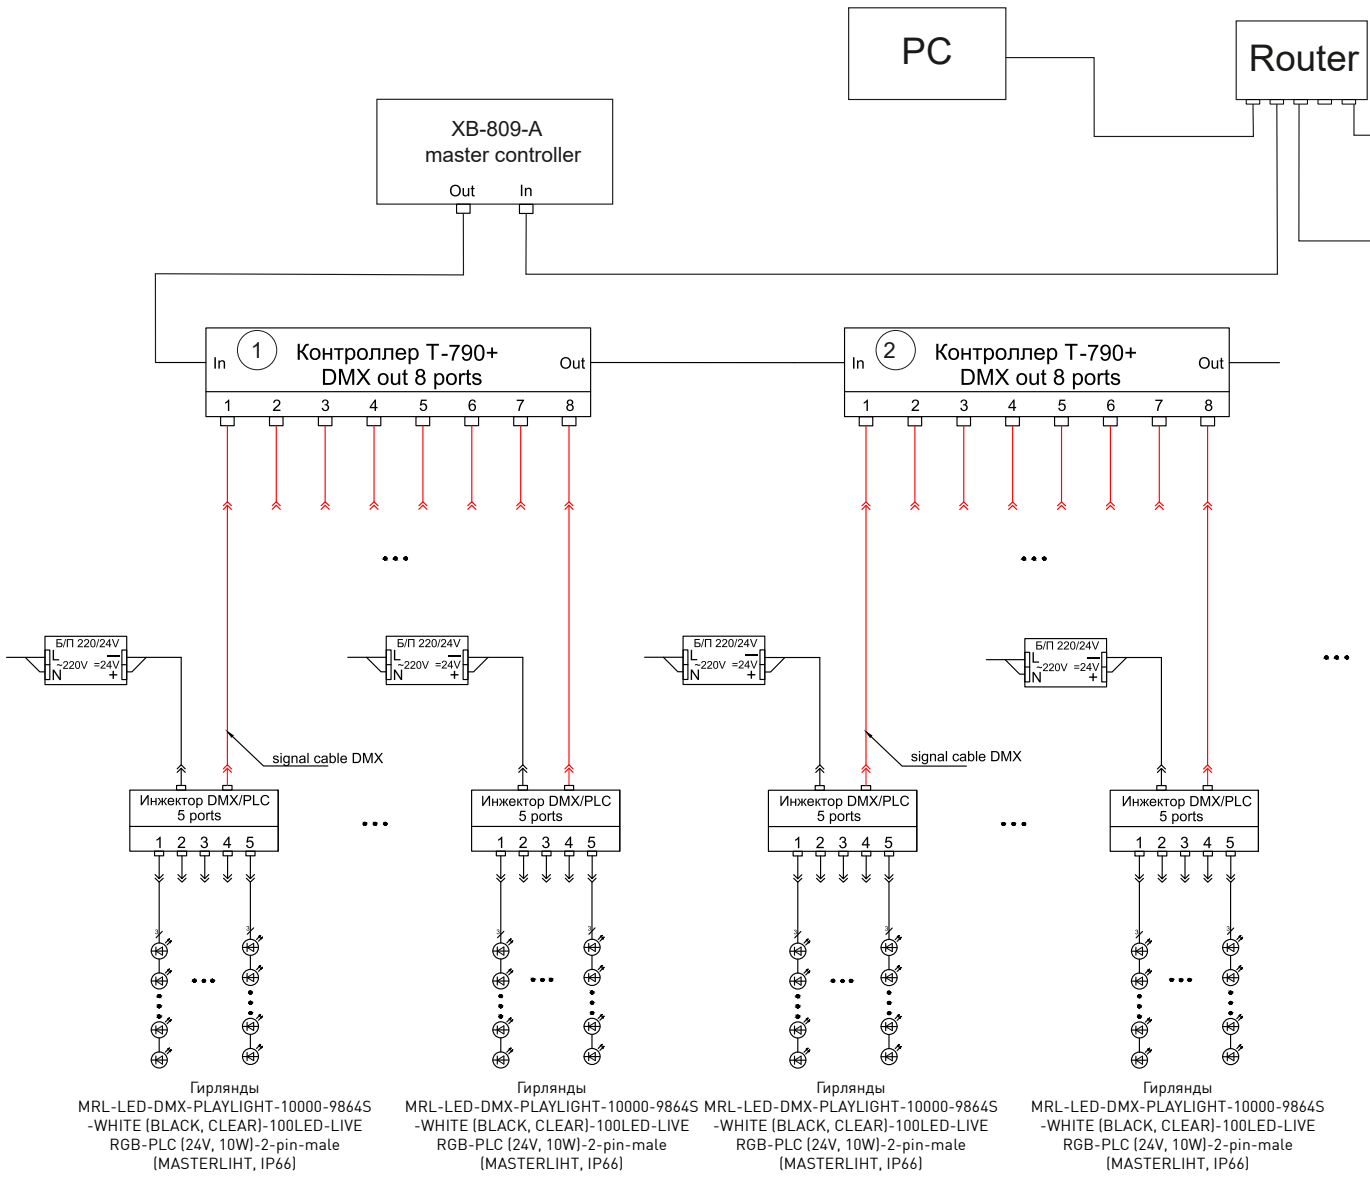 PC
Router
XB-809-A
master controller
Out In
In 1 Контроллер T-790+ Out
DMX out 8 ports
1 2 3 4 5 6 7 8
In 2 Контроллер T-790+ Out
DMX out 8 ports
1 2 3 4 5 6 7 8
Б/П 220/24V
L
~220V =24V
N +
Б/П 220/24V
L
~220V =24V
N +
Б/П 220/24V
L
~220V =24V
N +
Б/П 220/24V
L
~220V =24V
N +
signal cable DMX
signal cable DMX
Инжектор DMX/PLC
5 ports
1 2 3 4 5
Инжектор DMX/PLC
5 ports
1 2 3 4 5
Инжектор DMX/PLC
5 ports
1 2 3 4 5
Инжектор DMX/PLC
5 ports
1 2 3 4 5
3 3
3 3
3 3
3 3
Гирлянды
MRL-LED-DMX-PLAYLIGHT-10000-9864S
-WHITE (BLACK, CLEAR)-100LED-LIVE
RGB-PLC (24V, 10W)-2-pin-male
(MASTERLIHT, IP66)
Гирлянды
MRL-LED-DMX-PLAYLIGHT-10000-9864S
-WHITE (BLACK, CLEAR)-100LED-LIVE
RGB-PLC (24V, 10W)-2-pin-male
(MASTERLIHT, IP66)
Гирлянды
MRL-LED-DMX-PLAYLIGHT-10000-9864S
-WHITE (BLACK, CLEAR)-100LED-LIVE
RGB-PLC (24V, 10W)-2-pin-male
(MASTERLIHT, IP66)
Гирлянды
MRL-LED-DMX-PLAYLIGHT-10000-9864S
-WHITE (BLACK, CLEAR)-100LED-LIVE
RGB-PLC (24V, 10W)-2-pin-male
(MASTERLIHT, IP66)